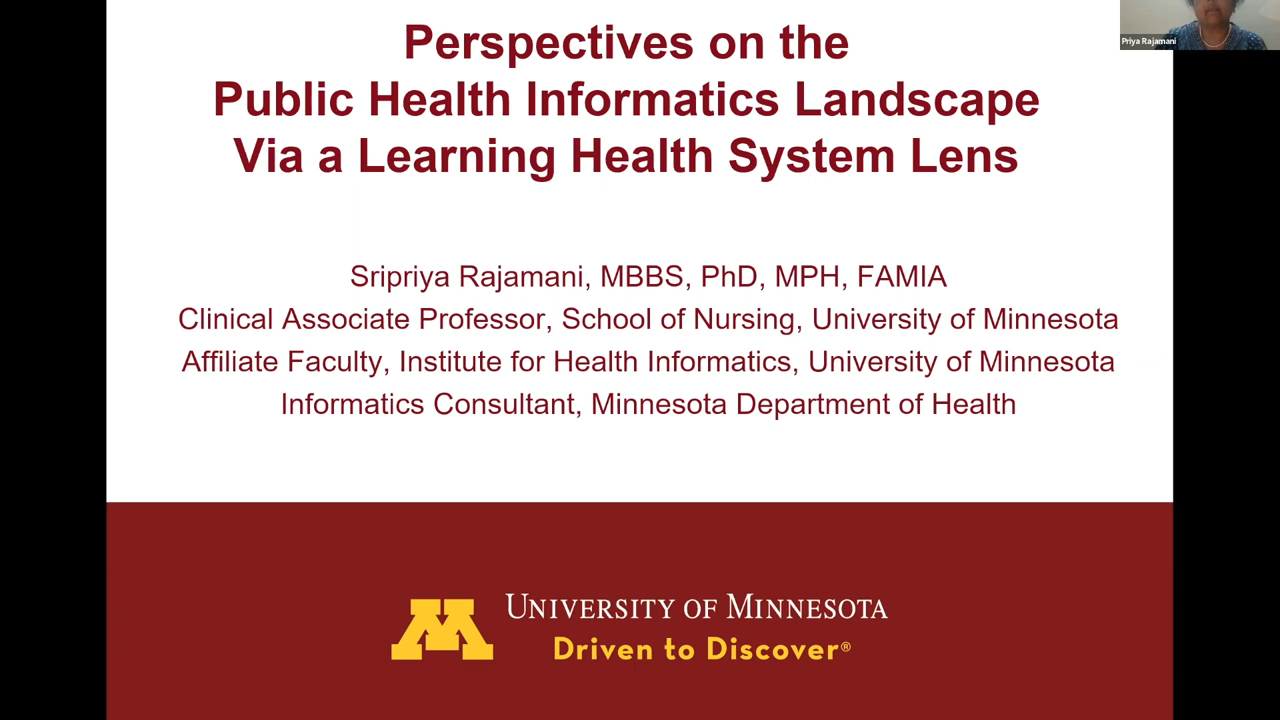 Perspectives on the
Public Health Informatics Landscape
Via a Learning Health System Lens
Priya Rajamani
Sripriya Rajamani, MBBS, PhD, MPH, FAMIA
Clinical Associate Professor, School of Nursing, University of Minnesota
Affiliate Faculty, Institute for Health Informatics, University of Minnesota
Informatics Consultant, Minnesota Department of Health
M
UNIVERSITY OF MINNESOTA
Driven to Discover®